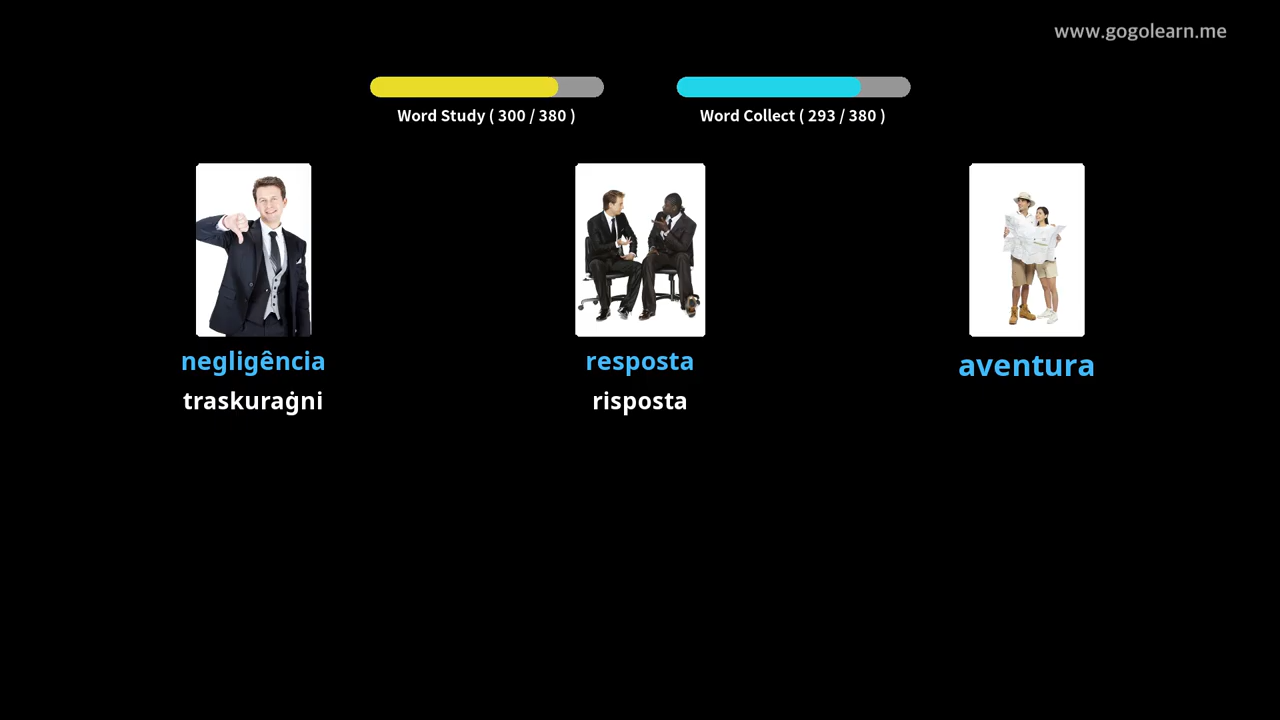 www.gogolearn.me
Word Study ( 300 / 380 )
Word Collect ( 293 / 380 )
negligência
resposta
aventura
traskuraġni
risposta